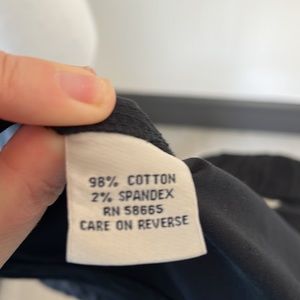 98% COTTON
2% SPANDEX
RN 58665
CARE ON REVERSE